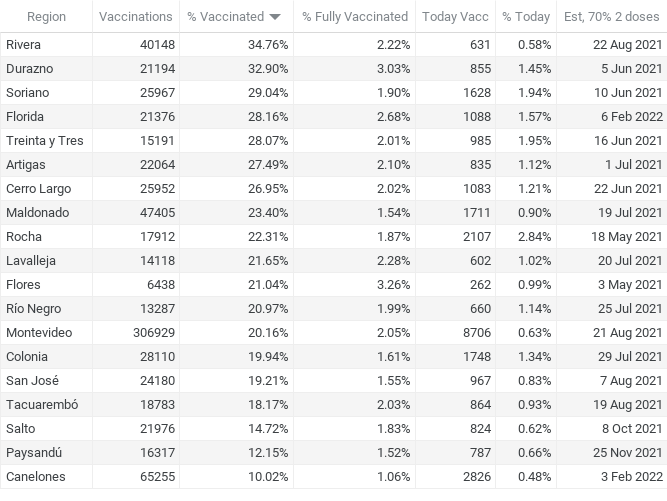 Region Vaccinations % Vaccinated % Fully Vaccinated Today Vacc % Today Est, 70% 2 doses
Rivera 40148 34.76% 2.22% 631 0.58% 22 Aug 2021
Durazno 21194 32.90% 3.03% 855 1.45% 5 Jun 2021
Soriano 25967 29.04% 1.90% 1628 1.94% 10 Jun 2021
Florida 21376 28.16% 2.68% 1088 1.57% 6 Feb 2022
Treinta y Tres 15191 28.07% 2.01% 985 1.95% 16 Jun 2021
Artigas 22064 27.49% 2.10% 835 1.12% 1 Jul 2021
Cerro Largo 25952 26.95% 2.02% 1083 1.21% 22 Jun 2021
Maldonado 47405 23.40% 1.54% 1711 0.90% 19 Jul 2021
Rocha 17912 22.31% 1.87% 2107 2.84% 18 May 2021
Lavalleja 14118 21.65% 2.28% 602 1.02% 20 Jul 2021
Flores 6438 21.04% 3.26% 262 0.99% 3 May 2021
Río Negro 13287 20.97% 1.99% 660 1.14% 25 Jul 2021
Montevideo 306929 20.16% 2.05% 8706 0.63% 21 Aug 2021
Colonia 28110 19.94% 1.61% 1748 1.34% 29 Jul 2021
San José 24180 19.21% 1.55% 967 0.83% 7 Aug 2021
Tacuarembó 18783 18.17% 2.03% 864 0.93% 19 Aug 2021
Salto 21976 14.72% 1.83% 824 0.62% 8 Oct 2021
Paysandú 16317 12.15% 1.52% 787 0.66% 25 Nov 2021
Canelones 65255 10.02% 1.06% 2826 0.48% 3 Feb 2022